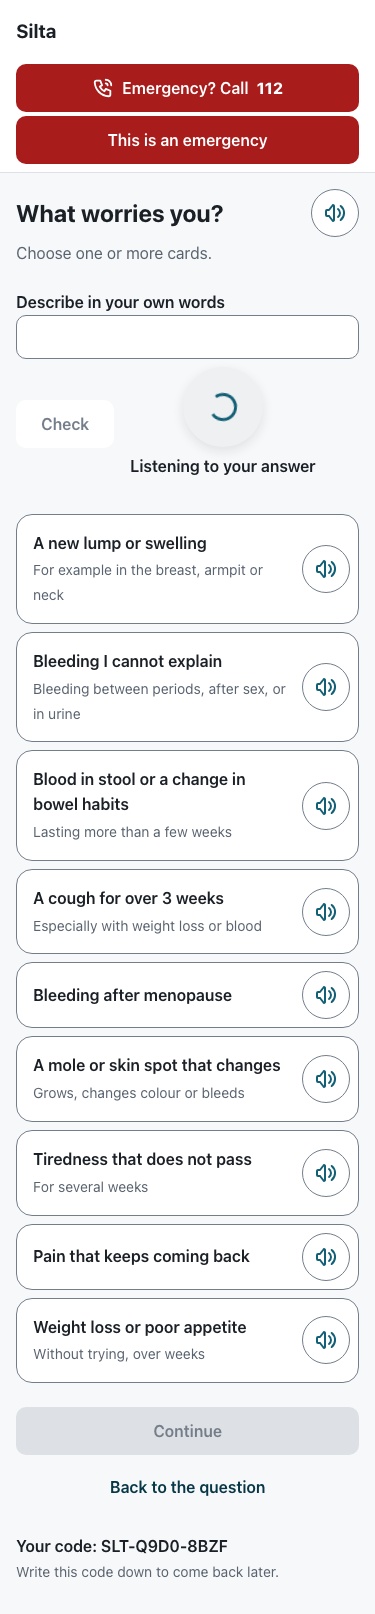 Silta
Emergency? Call 112
This is an emergency
What worries you?
Choose one or more cards.
Describe in your own words
Check
Listening to your answer
A new lump or swelling
For example in the breast, armpit or
neck
Bleeding I cannot explain
Bleeding between periods, after sex, or
in urine
Blood in stool or a change in
bowel habits
Lasting more than a few weeks
A cough for over 3 weeks
Especially with weight loss or blood
Bleeding after menopause
A mole or skin spot that changes
Grows, changes colour or bleeds
Tiredness that does not pass
For several weeks
Pain that keeps coming back
Weight loss or poor appetite
Without trying, over weeks
Continue
Back to the question
Your code: SLT-Q9D0-8BZF
Write this code down to come back later.